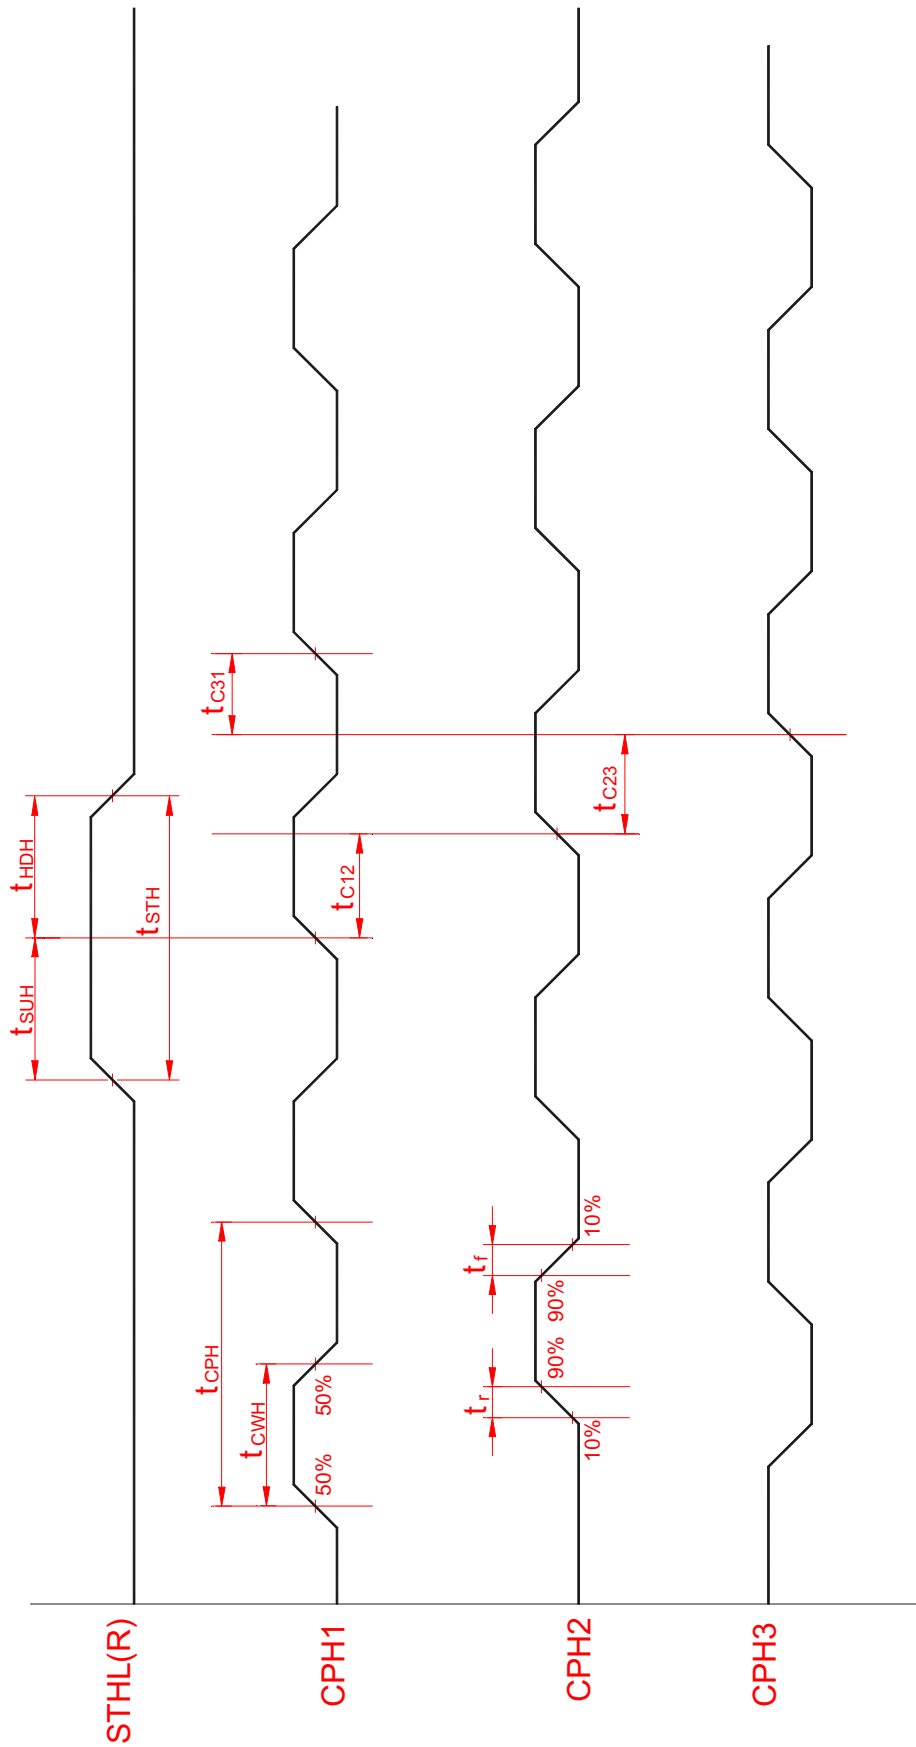 STHL(R)
tSUH
tHDH
tSTH
CPH1
tCPH
tCWH
50%
50%
tC12
tC31
CPH2
tr
tf
10%
90%
90%
10%
tC23
CPH3